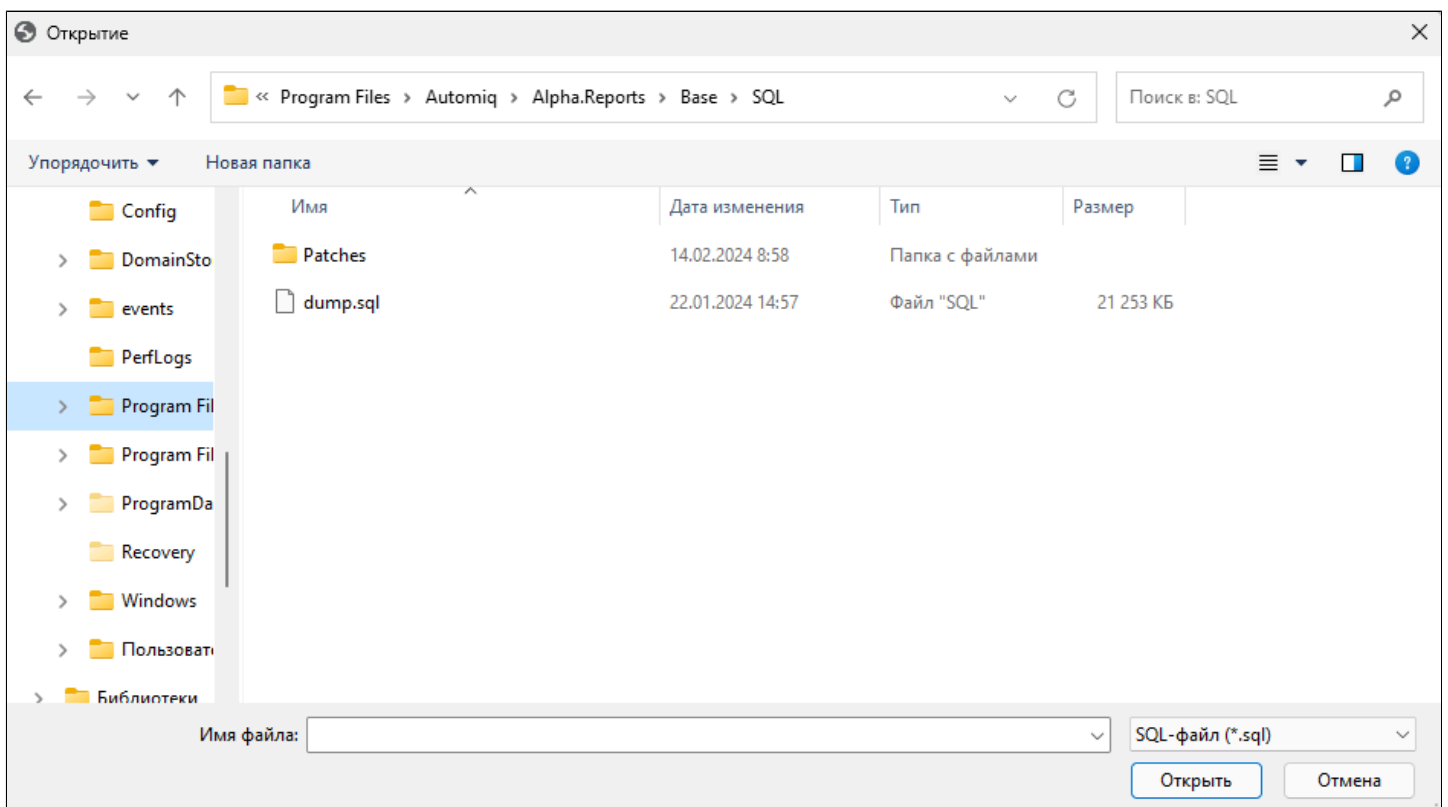 Открытие
« Program Files › Automiq › Alpha.Reports › Base › SQL
Поиск в: SQL
Упорядочить
Новая папка
Имя
Дата изменения
Тип
Размер
Config
DomainSto
events
PerfLogs
Program Fil
Program Fil
ProgramDa
Recovery
Windows
Пользоват
Библиотеки
Patches 14.02.2024 8:58 Папка с файлами
dump.sql 22.01.2024 14:57 Файл "SQL" 21 253 КБ
Имя файла:
SQL-файл (*.sql)
Открыть
Отмена